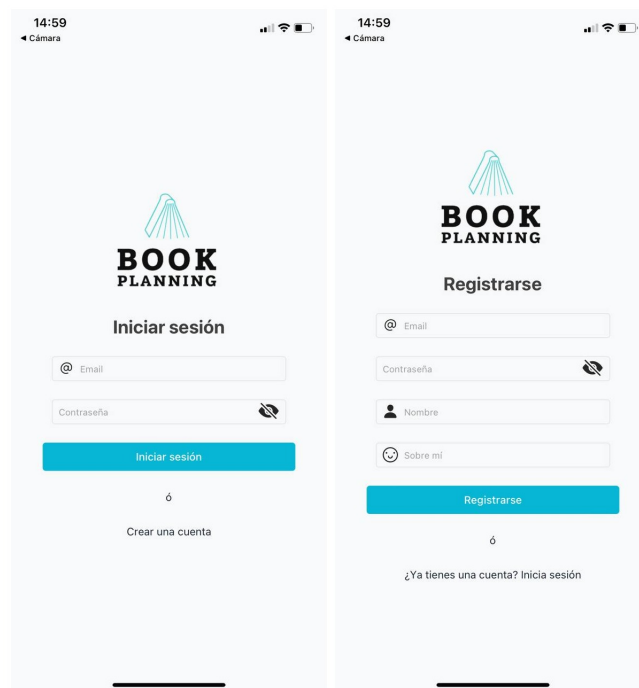 14:59
◀ Cámara
BOOK
PLANNING
Iniciar sesión
@ Email
Contraseña
Iniciar sesión
ó
Crear una cuenta
14:59
◀ Cámara
BOOK
PLANNING
Registrarse
@ Email
Contraseña
Nombre
Sobre mí
Registrarse
ó
¿Ya tienes una cuenta? Inicia sesión